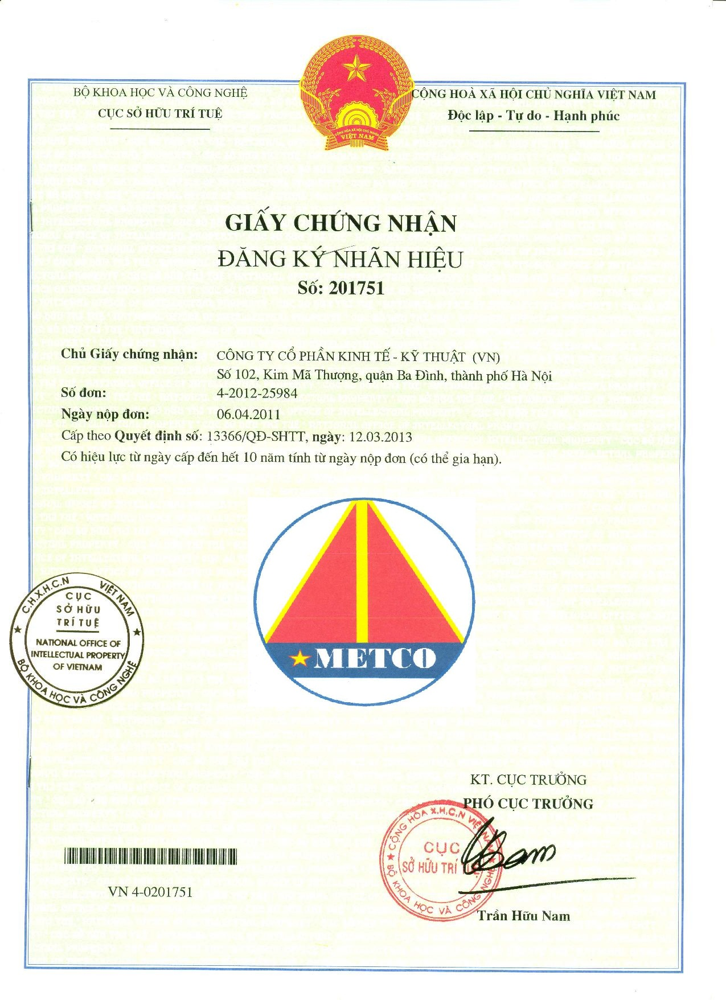 BỘ KHOA HỌC VÀ CÔNG NGHỆ
CỤC SỞ HỮU TRÍ TUỆ
CỘNG HOÀ XÃ HỘI CHỦ NGHĨA VIỆT NAM
Độc lập - Tự do - Hạnh phúc
CỘNG HÒA XÃ HỘI CHỦ NGHĨA
VIỆT NAM
GIẤY CHỨNG NHẬN
ĐĂNG KÝ NHÃN HIỆU
Số: 201751
Chủ Giấy chứng nhận: CÔNG TY CỔ PHẦN KINH TẾ - KỸ THUẬT (VN)
Số 102, Kim Mã Thượng, quận Ba Đình, thành phố Hà Nội
Số đơn: 4-2012-25984
Ngày nộp đơn: 06.04.2011
Cấp theo Quyết định số: 13366/QĐ-SHTT, ngày: 12.03.2013
Có hiệu lực từ ngày cấp đến hết 10 năm tính từ ngày nộp đơn (có thể gia hạn).
METCO
C.H.X.H.C.N VIỆT NAM
CỤC
SỞ HỮU
TRÍ TUỆ
NATIONAL OFFICE OF
INTELLECTUAL PROPERTY
OF VIETNAM
BỘ KHOA HỌC VÀ CÔNG NGHỆ
KT. CỤC TRƯỞNG
PHÓ CỤC TRƯỞNG
CỘNG HÒA X.H.C.N VIỆT NAM
CỤC
SỞ HỮU TRÍ
BỘ KHOA HỌC VÀ CÔNG NGHỆ
Trần Hữu Nam
VN 4-0201751